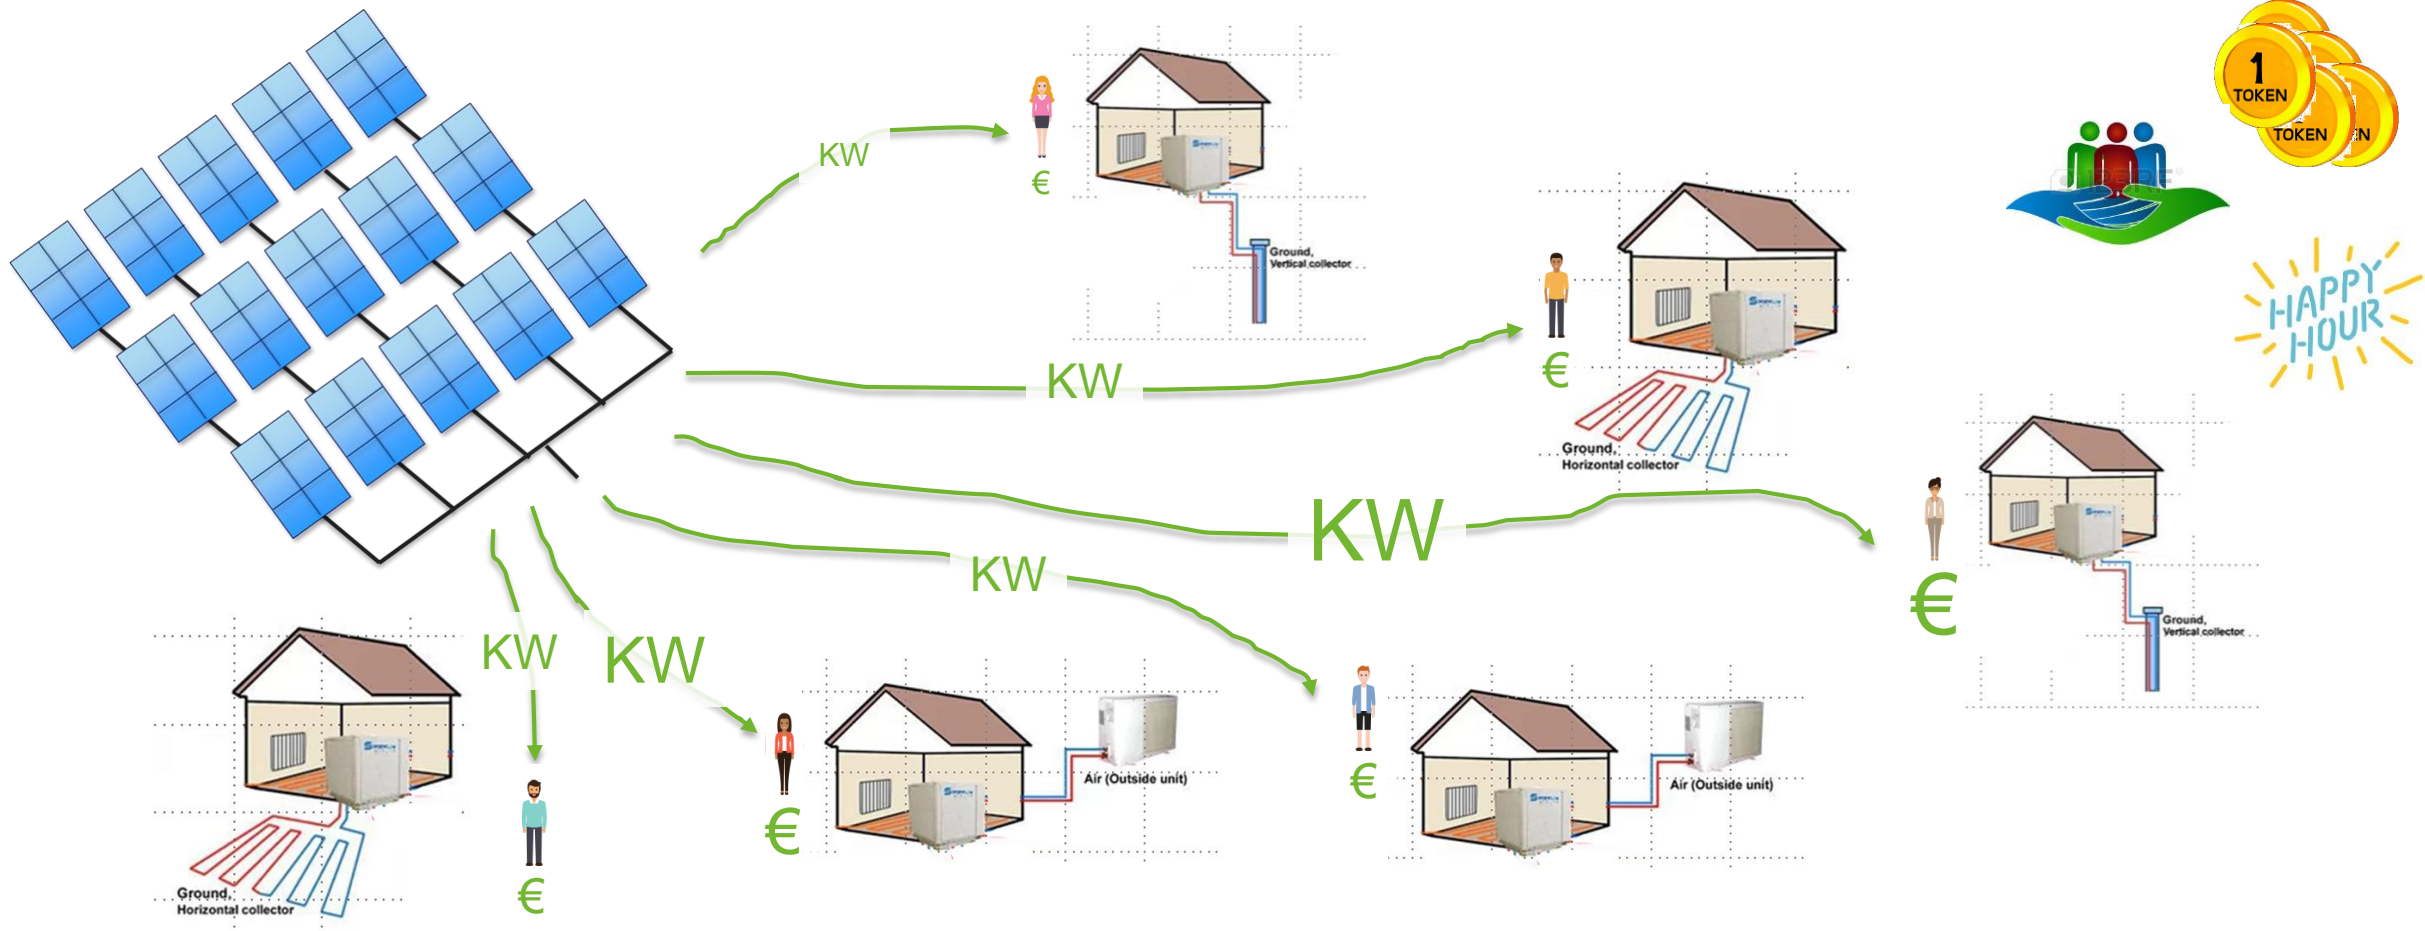 1
TOKEN
TOKEN
KW
€
Ground,
Vertical collector
HAPPY
HOUR
KW
€
Ground,
Horizontal collector
KW
€
Ground,
Vertical collector
KW
€
Air (Outside unit)
KW
€
Air (Outside unit)
KW
€
Ground,
Horizontal collector